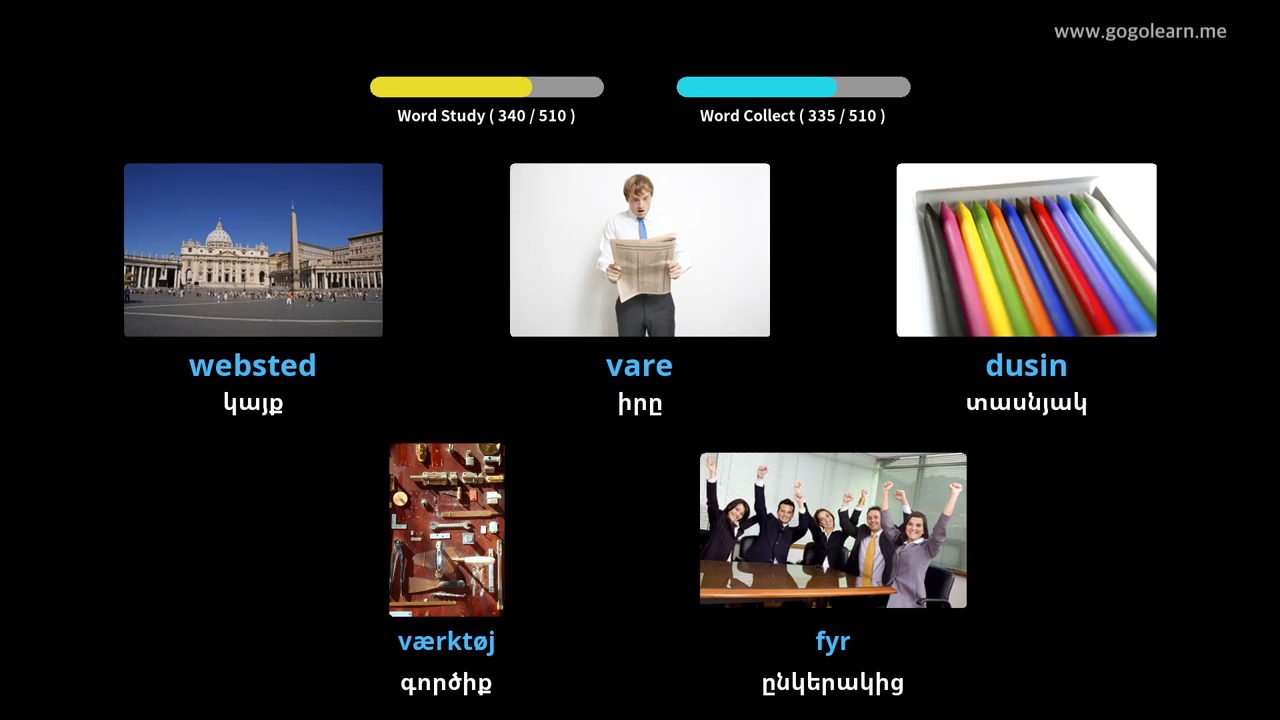 www.gogolearn.me
Word Study ( 340 / 510 )
Word Collect ( 335 / 510 )
websted
կայք
vare
իրը
dusin
տասնյակ
værktøj
գործիք
fyr
ընկերակից